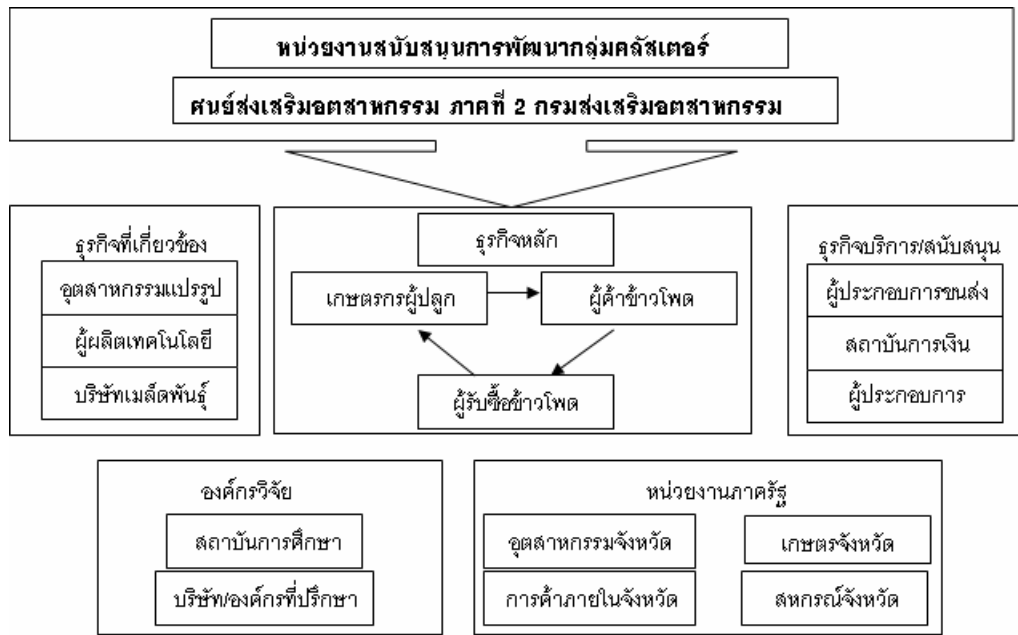 หน่วยงานสนับสนุนการพัฒนากลุ่มคลัสเตอร์
ศนย์ส่งเสริมอตสาหกรรม ภาคที่ 2 กรมส่งเสริมอตสาหกรรม
ธุรกิจที่เกี่ยวข้อง
อุตสาหกรรมแปรรูป
ผู้ผลิตเทคโนโลยี
บริษัทเมล็ดพันธุ์
ธุรกิจหลัก
เกษตรกรผู้ปลูก
ผู้ค้าข้าวโพด
ผู้รับซื้อข้าวโพด
ธุรกิจบริการ/สนับสนุน
ผู้ประกอบการขนส่ง
สถาบันการเงิน
ผู้ประกอบการ
องค์กรวิจัย
สถาบันการศึกษา
บริษัท/องค์กรที่ปรึกษา
หน่วยงานภาครัฐ
อุตสาหกรรมจังหวัด
เกษตรจังหวัด
การค้าภายในจังหวัด
สหกรณ์จังหวัด